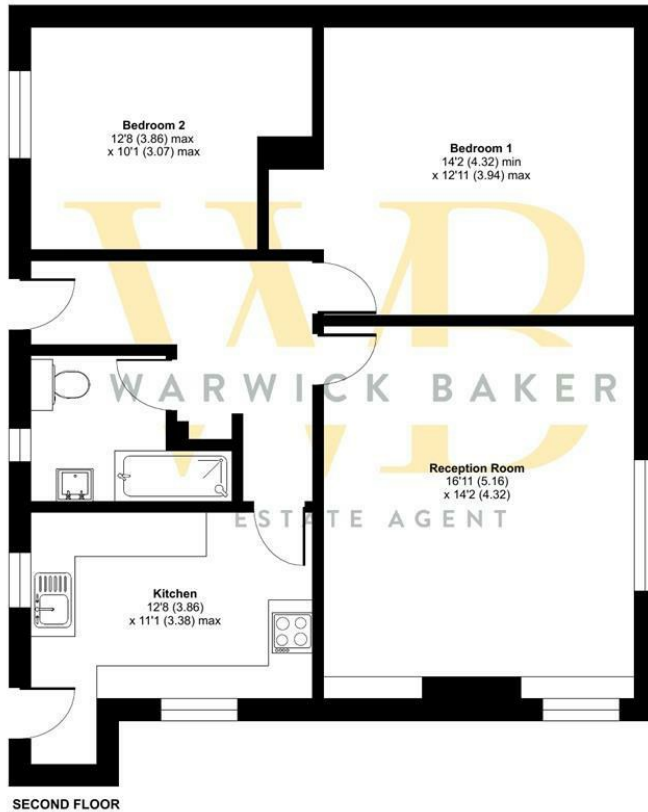 Bedroom 2
12'8 (3.86) max
x 10'1 (3.07) max
Bedroom 1
14'2 (4.32) min
x 12'11 (3.94) max
WB
WARWICK BAKER
ESTATE AGENT
Reception Room
16'11 (5.16)
x 14'2 (4.32)
Kitchen
12'8 (3.86)
x 11'1 (3.38) max
SECOND FLOOR